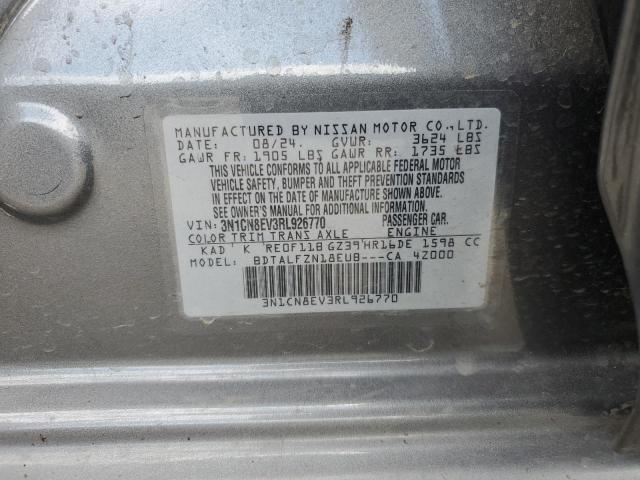 MANUFACTURED BY NISSAN MOTOR CO.,LTD.
DATE: 08/24. GVWR: 3624 LBS
GAWR FR: 1905 LBS GAWR RR: 1735 LBS
THIS VEHICLE CONFORMS TO ALL APPLICABLE FEDERAL MOTOR
VEHICLE SAFETY, BUMPER AND THEFT PREVENTION STANDARDS
IN EFFECT ON THE DATE OF MANUFACTURE SHOWN ABOVE.
SEE OWNER'S MANUAL FOR ADDITIONAL INFORMATION.
VIN: 3N1CN8EV3RL926770 PASSENGER CAR.
COLOR TRIM TRANS AXLE ENGINE
KAD K RE0F11B GZ39 HR16DE 1598 CC
MODEL: BDTALFZN18EUB---CA 42000
3N1CN8EV3RL926770